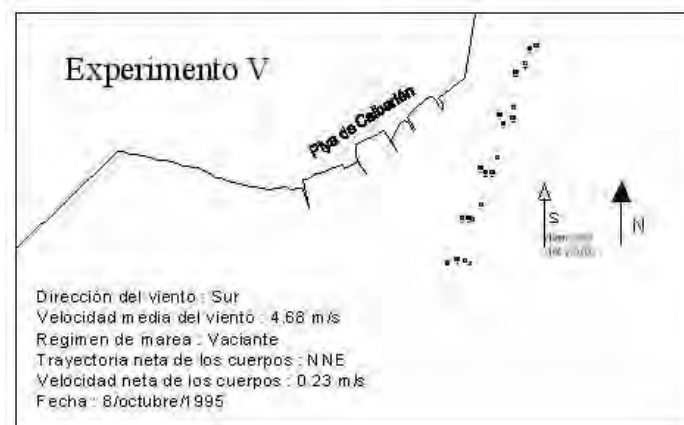 Experimento V
Plya de Caibarién
S
N
Dirección del viento : Sur
Velocidad media del viento : 4.68 m/s
Regimen de marea : Vaciante
Trayectoria neta de los cuerpos : NNE
Velocidad neta de los cuerpos : 0.23 m/s
Fecha : 8/octubre/1995